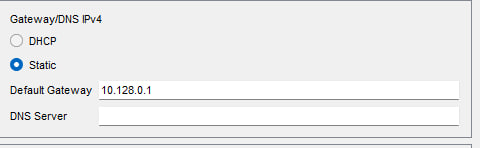 Gateway/DNS IPv4
DHCP
Static
Default Gateway 10.128.0.1
DNS Server